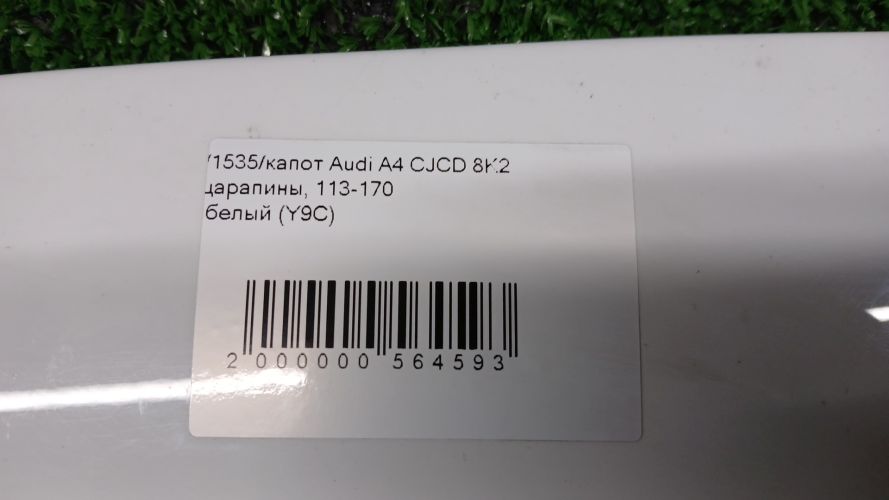 /1535/капот Audi A4 CJCD 8K2
царапины, 113-170
белый (Y9C)
2 000000 564593